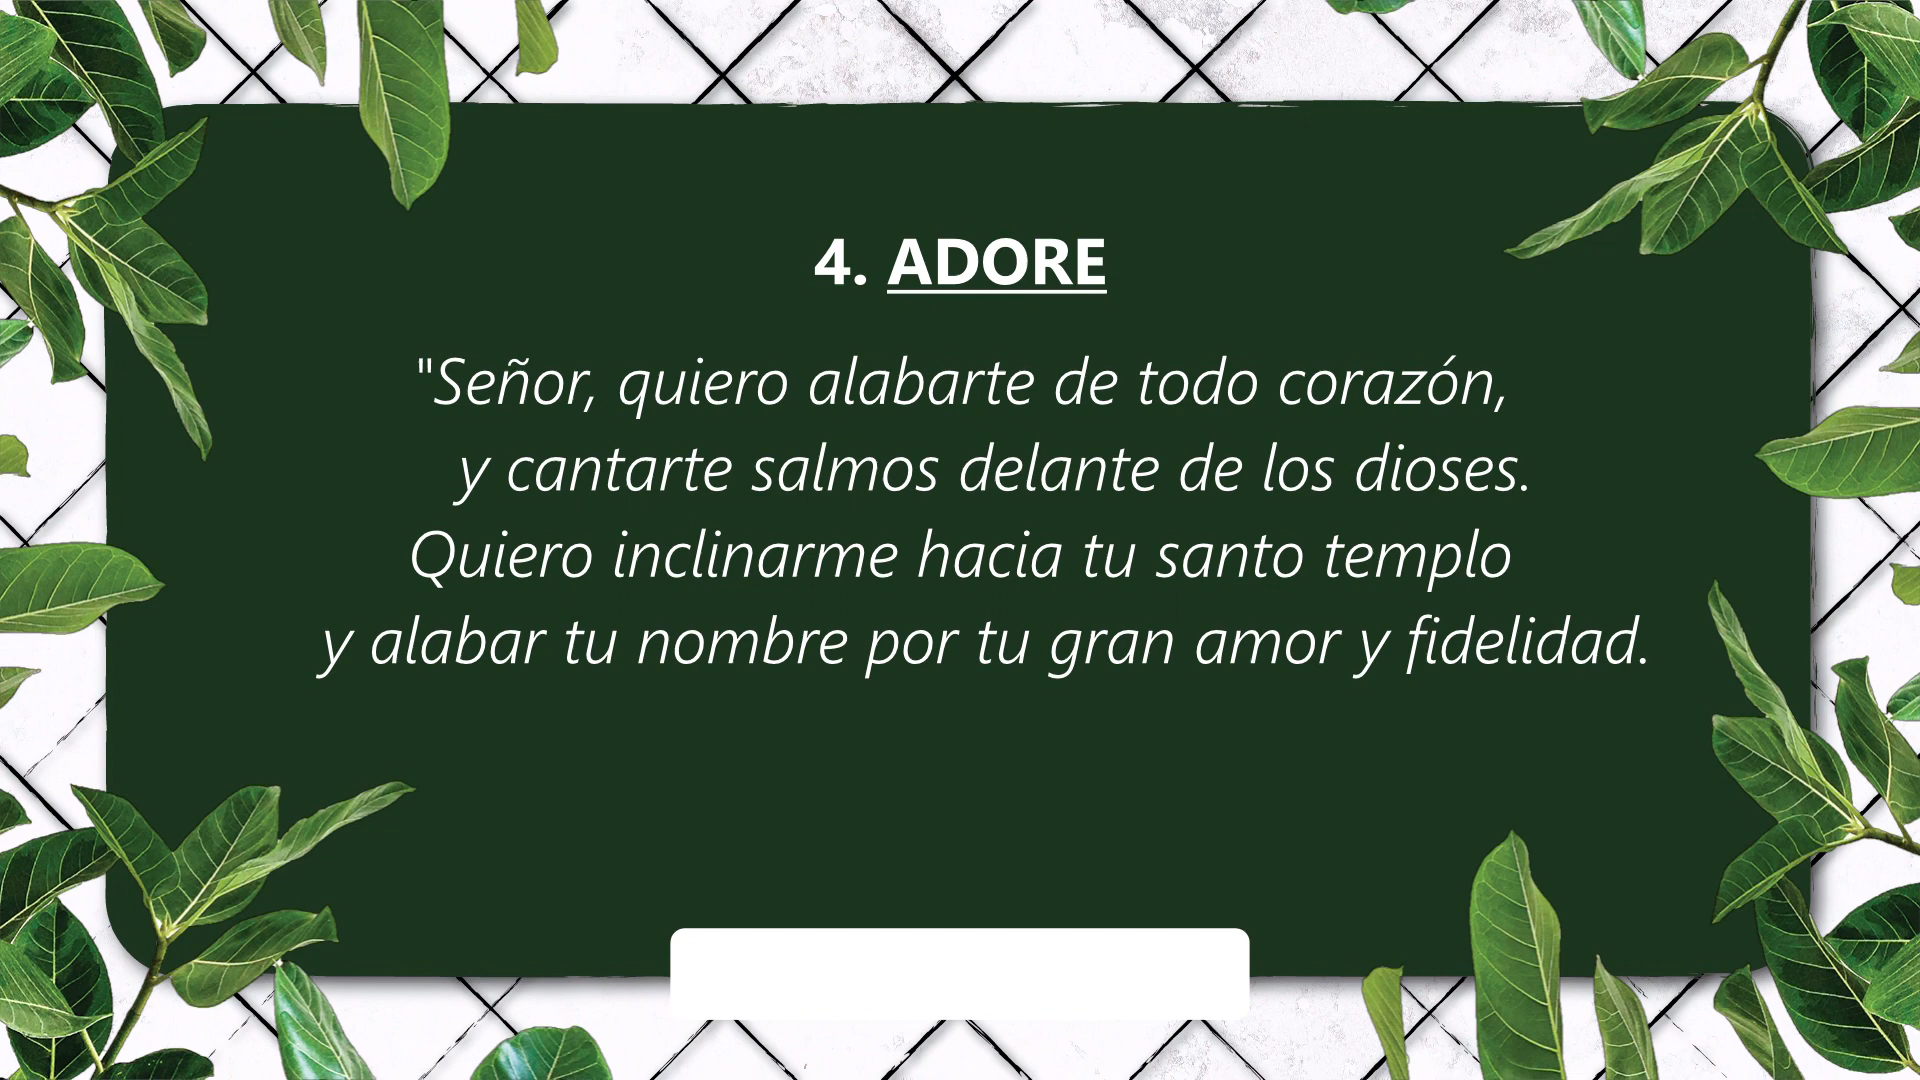 4. ADORE
"Señor, quiero alabarte de todo corazón,
y cantarte salmos delante de los dioses.
Quiero inclinarme hacia tu santo templo
y alabar tu nombre por tu gran amor y fidelidad.